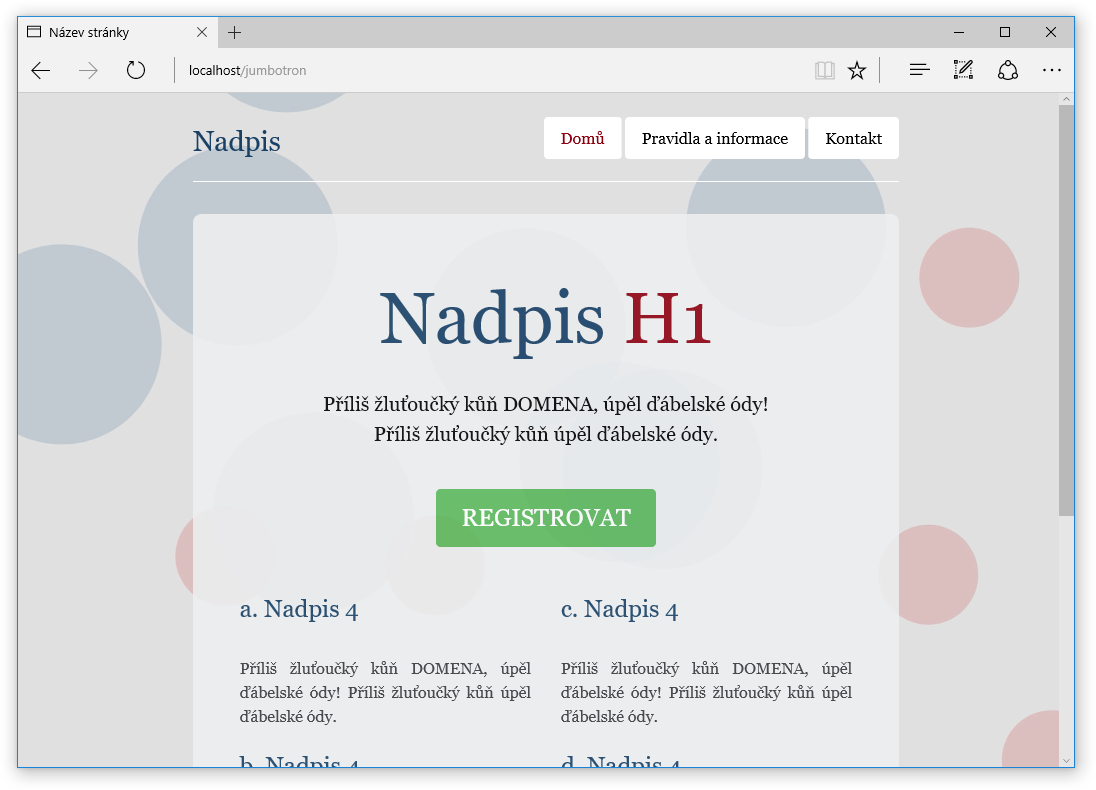 Název stránky
localhost/jumbotron
Nadpis
Domů
Pravidla a informace
Kontakt
Nadpis H1
Příliš žluťoučký kůň DOMENA, úpěl ďábelské ódy!
Příliš žluťoučký kůň úpěl ďábelské ódy.
REGISTROVAT
a. Nadpis 4
Příliš žluťoučký kůň DOMENA, úpěl
ďábelské ódy! Příliš žluťoučký kůň úpěl
ďábelské ódy.
c. Nadpis 4
Příliš žluťoučký kůň DOMENA, úpěl
ďábelské ódy! Příliš žluťoučký kůň úpěl
ďábelské ódy.
b. Nadpis 4
d. Nadpis 4